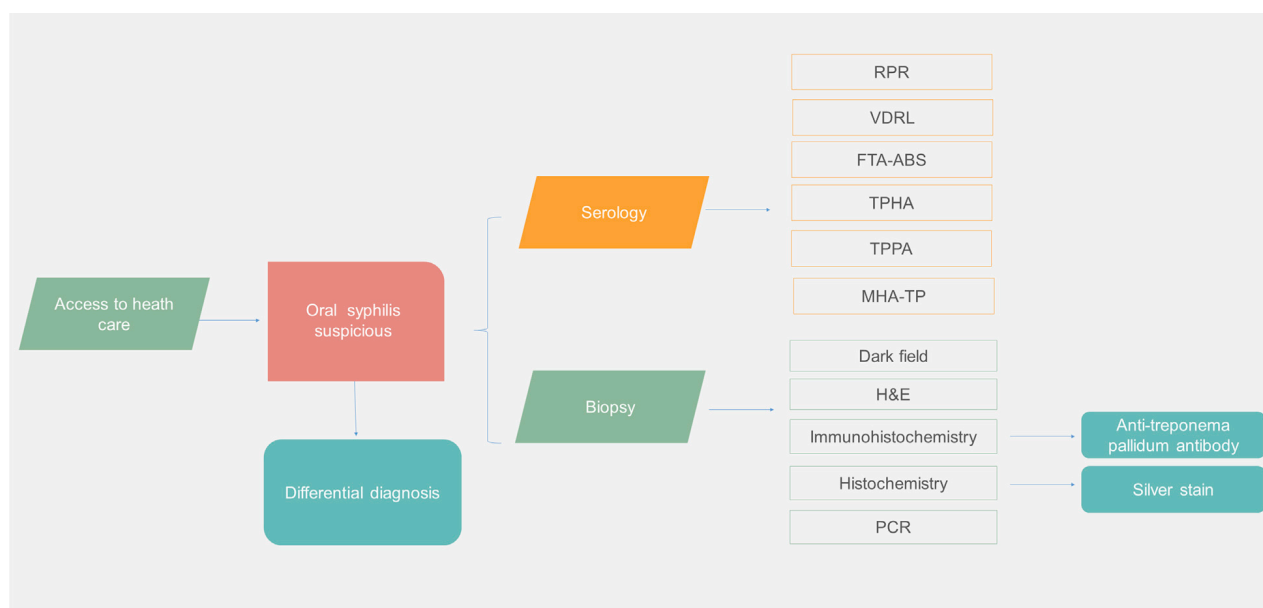 Access to heath
care
Oral syphilis
suspicious
Differential diagnosis
Serology
Biopsy
RPR
VDRL
FTA-ABS
TPHA
TPPA
MHA-TP
Dark field
H&E
Immunohistochemistry
Histochemistry
PCR
Anti-treponema
pallidum antibody
Silver stain